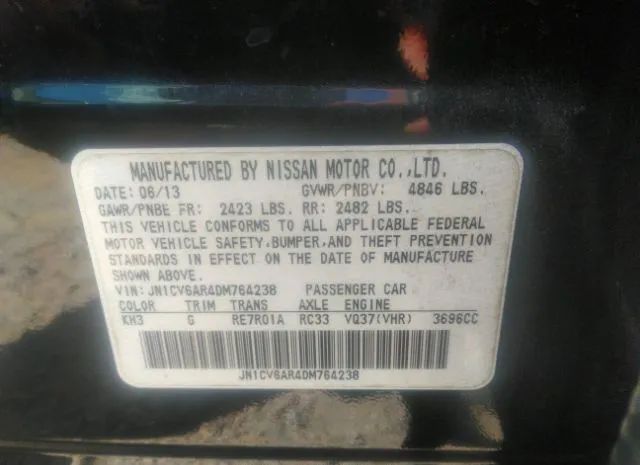 MANUFACTURED BY NISSAN MOTOR CO.,LTD.
DATE: 06/13 GVWR/PNBV: 4846 LBS.
GAWR/PNBE FR: 2423 LBS. RR: 2482 LBS.
THIS VEHICLE CONFORMS TO ALL APPLICABLE FEDERAL
MOTOR VEHICLE SAFETY,BUMPER,AND THEFT PREVENTION
STANDARDS IN EFFECT ON THE DATE OF MANUFACTURE
SHOWN ABOVE.
VIN:JN1CV6AR4DM764238 PASSENGER CAR
COLOR TRIM TRANS AXLE ENGINE
KH3 G RE7R01A RC33 VQ37(VHR) 3696CC
JN1CV6AR4DM764238